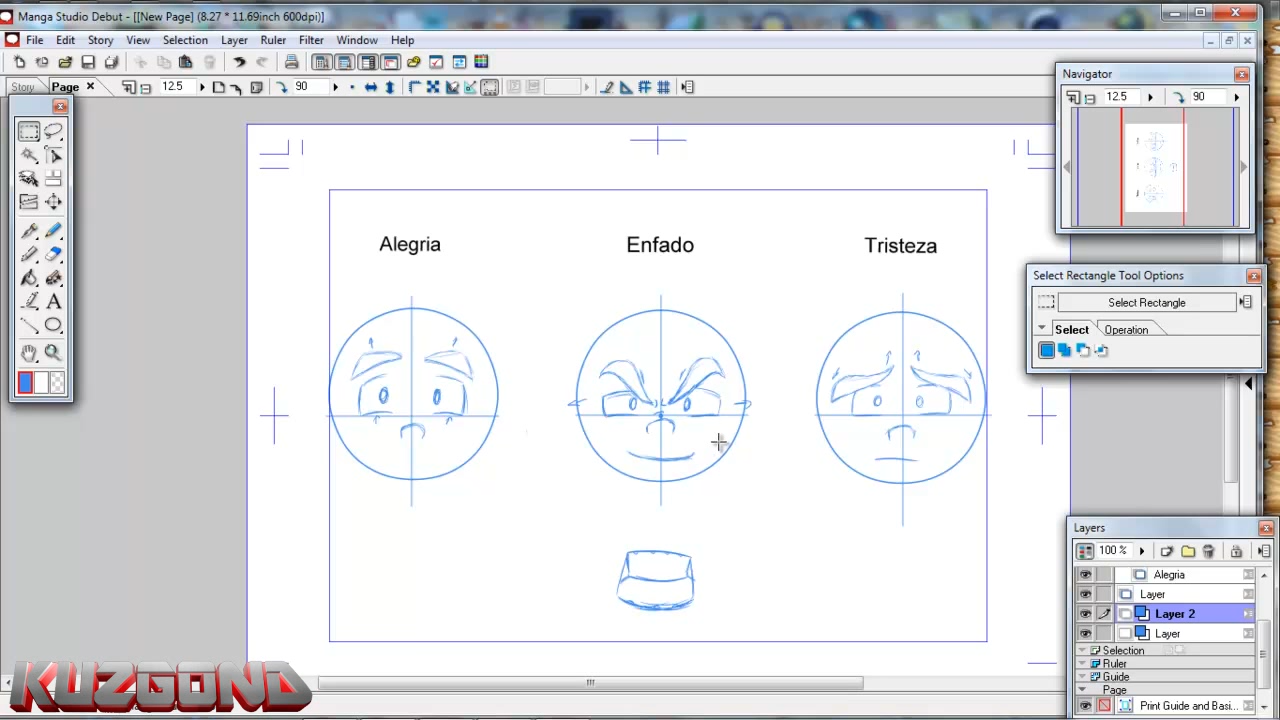 Manga Studio Debut - [[New Page] (8.27 * 11.69inch 600dpi)]
File Edit Story View Selection Layer Ruler Filter Window Help
Story Page 12.5 90
Navigator
12.5 90
Alegria Enfado Tristeza
Select Rectangle Tool Options
Select Rectangle
Select Operation
Layers
100 %
Alegria
Layer
Layer 2
Layer
Selection
Ruler
Guide
Page
Print Guide and Basi...
KUZGOND